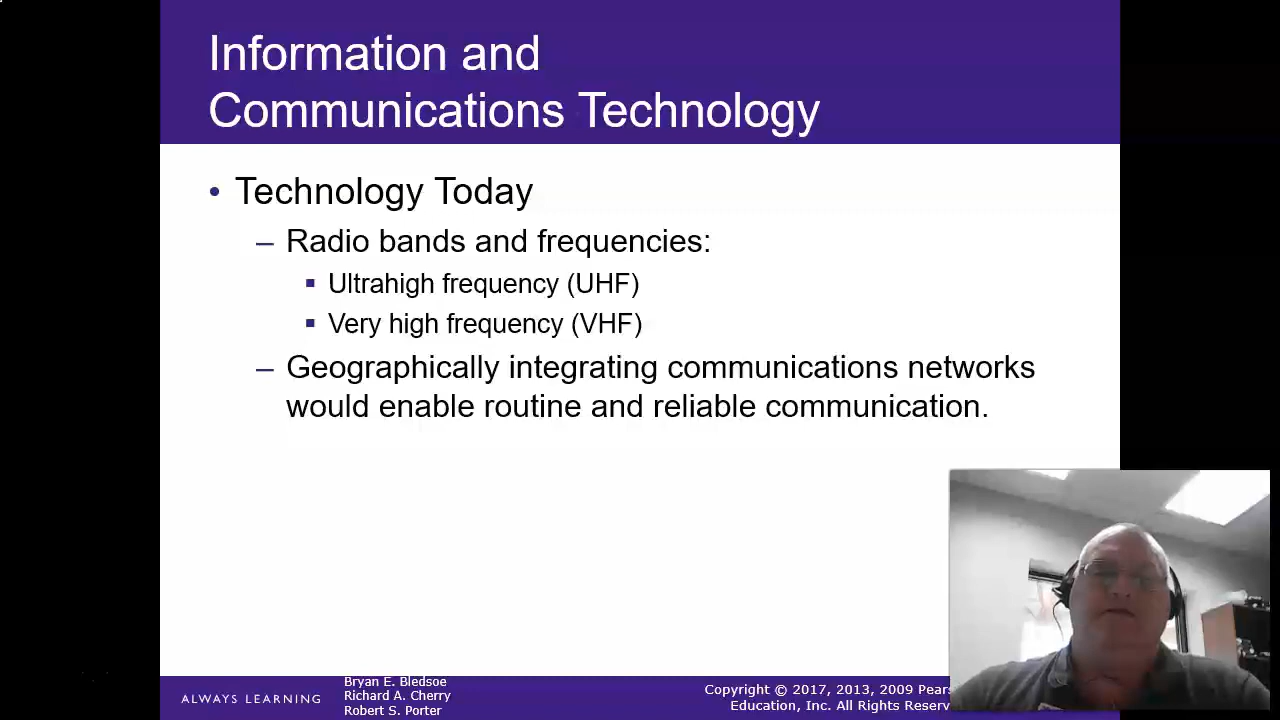 Information and
Communications Technology
• Technology Today
– Radio bands and frequencies:
▪ Ultrahigh frequency (UHF)
▪ Very high frequency (VHF)
– Geographically integrating communications networks
would enable routine and reliable communication.
ALWAYS LEARNING
Bryan E. Bledsoe
Richard A. Cherry
Robert S. Porter
Copyright © 2017, 2013, 2009
Education, Inc. All Rights